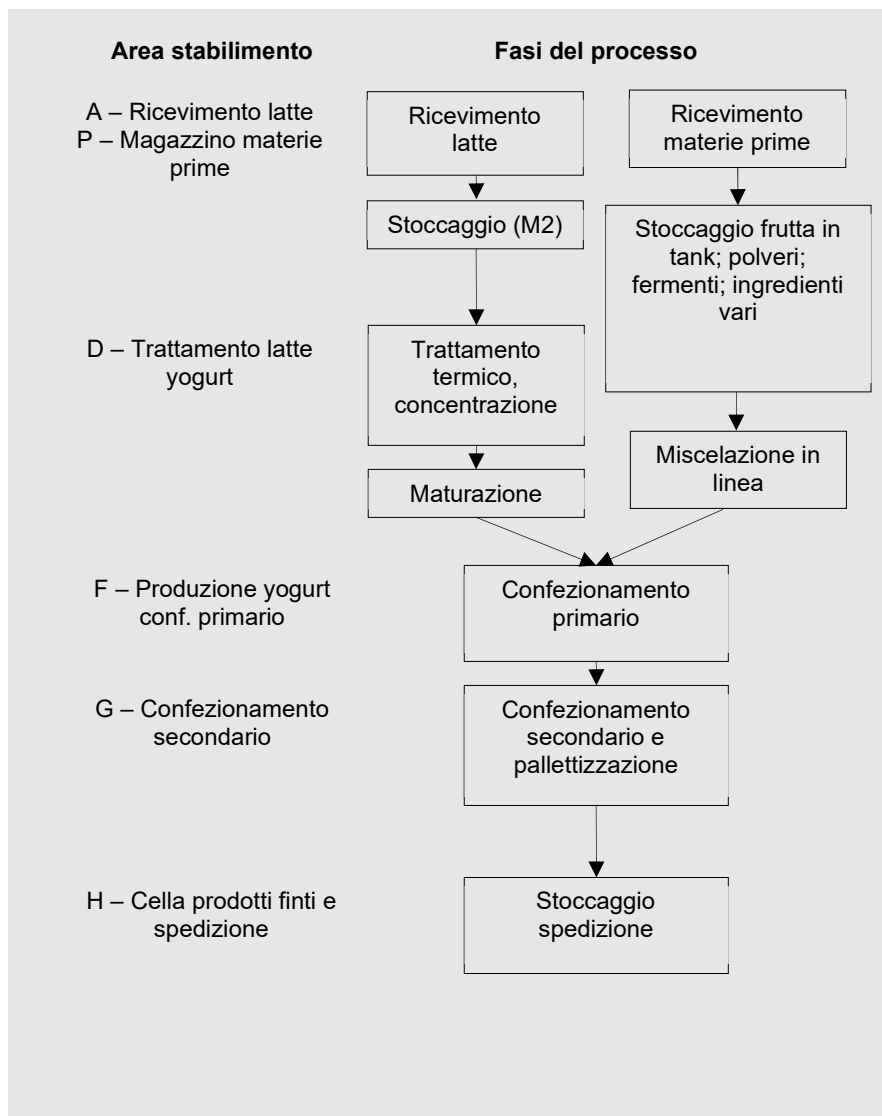 Area stabilimento
Fasi del processo
A – Ricevimento latte
P – Magazzino materie
prime
Ricevimento
latte
Ricevimento
materie prime
Stoccaggio (M2)
Stoccaggio frutta in
tank; polveri;
fermenti; ingredienti
vari
D – Trattamento latte
yogurt
Trattamento
termico,
concentrazione
Maturazione
Miscelazione in
linea
F – Produzione yogurt
conf. primario
Confezionamento
primario
G – Confezionamento
secondario
Confezionamento
secondario e
pallettizzazione
H – Cella prodotti finti e
spedizione
Stoccaggio
spedizione